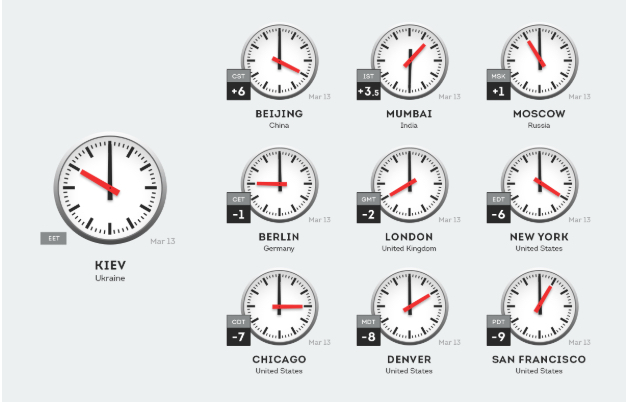 CST
+6
Mar 13
BEIJING
China
IST
+3.5
Mar 13
MUMBAI
India
MSK
+1
Mar 13
MOSCOW
Russia
EET
Mar 13
KIEV
Ukraine
CET
-1
Mar 13
BERLIN
Germany
GMT
-2
Mar 13
LONDON
United Kingdom
EDT
-6
Mar 13
NEW YORK
United States
CDT
-7
Mar 13
CHICAGO
United States
MDT
-8
Mar 13
DENVER
United States
PDT
-9
Mar 13
SAN FRANCISCO
United States